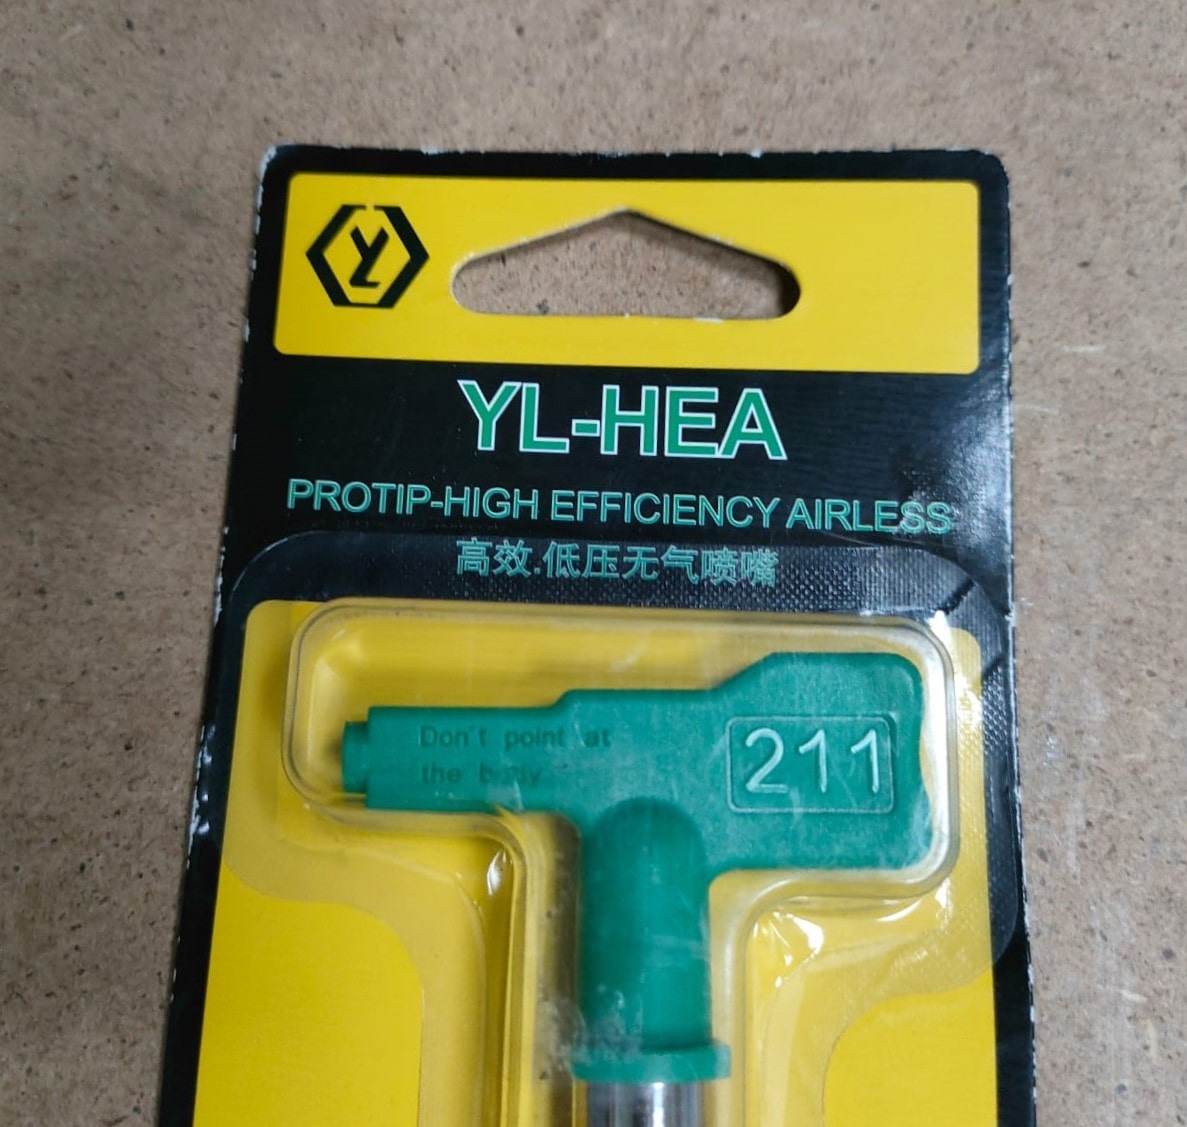 YL
YL-HEA
PROTIP-HIGH EFFICIENCY AIRLESS
高效.低压无气喷嘴
Don't point at
the body
211